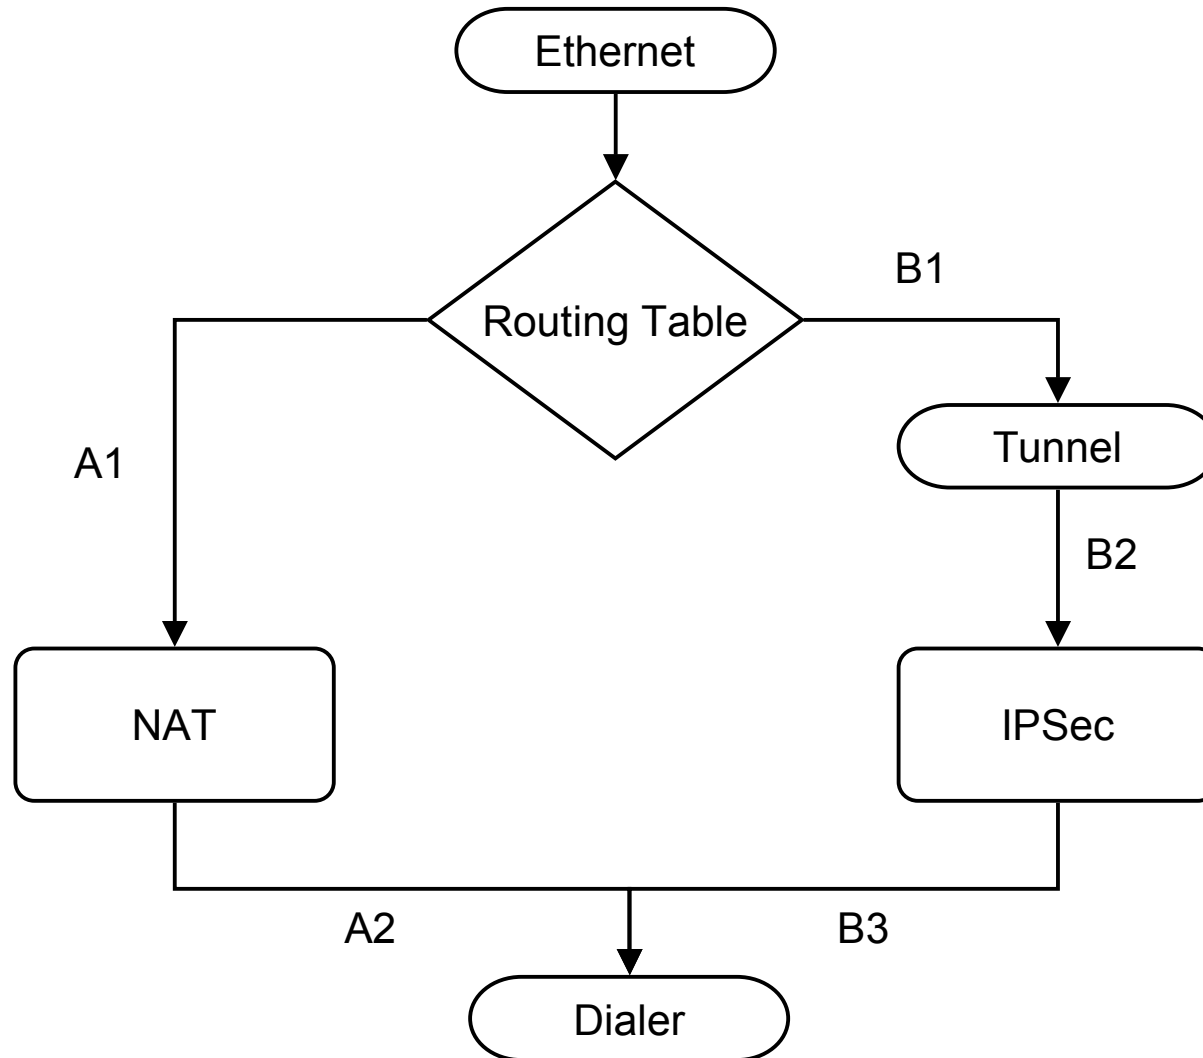 Ethernet
B1
Routing Table
Tunnel
A1
B2
NAT
IPSec
A2
B3
Dialer